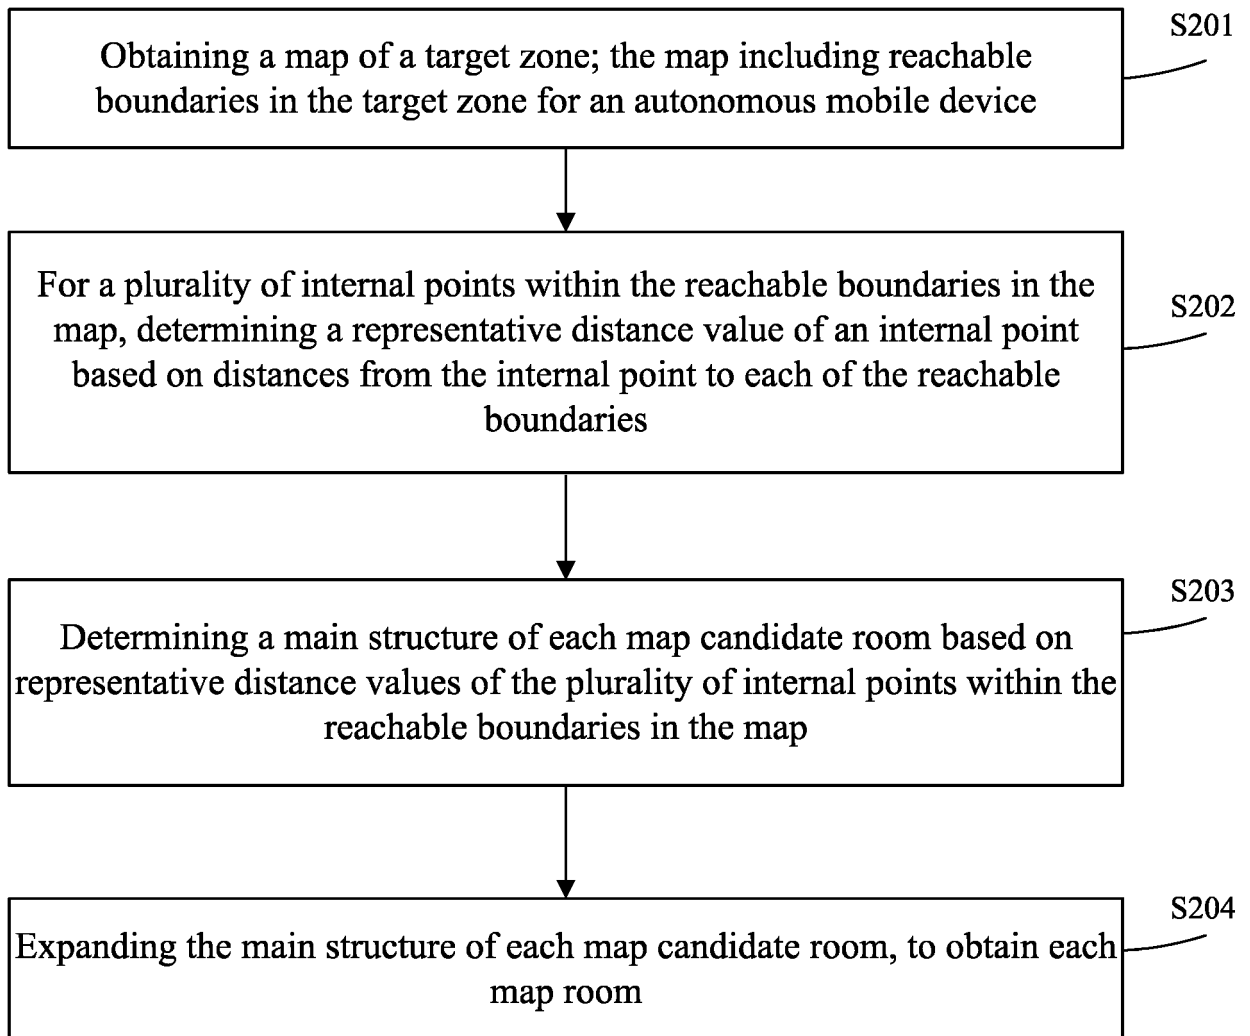 S201
Obtaining a map of a target zone; the map including reachable
boundaries in the target zone for an autonomous mobile device
S202
For a plurality of internal points within the reachable boundaries in the
map, determining a representative distance value of an internal point
based on distances from the internal point to each of the reachable
boundaries
S203
Determining a main structure of each map candidate room based on
representative distance values of the plurality of internal points within the
reachable boundaries in the map
S204
Expanding the main structure of each map candidate room, to obtain each
map room